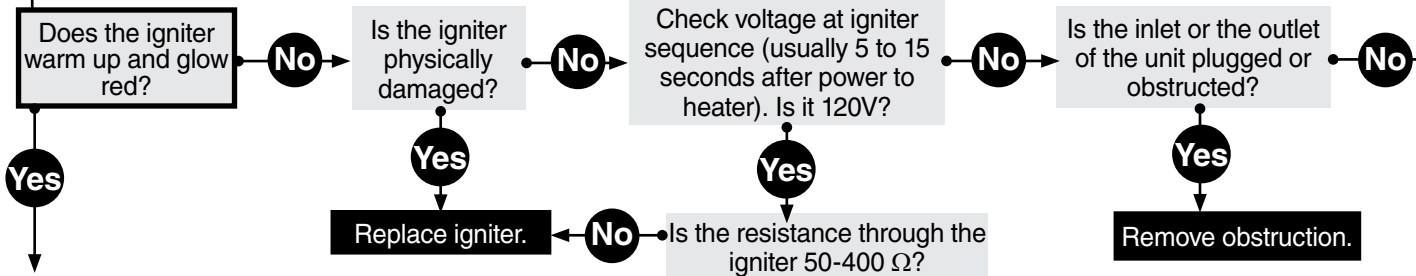 Does the igniter
warm up and glow
red?
No
Is the igniter
physically
damaged?
No
Check voltage at igniter
sequence (usually 5 to 15
seconds after power to
heater). Is it 120V?
No
Is the inlet or the outlet
of the unit plugged or
obstructed?
No
Yes
Yes
Yes
Yes
Replace igniter.
No
Is the resistance through the
igniter 50-400 Ω?
Remove obstruction.